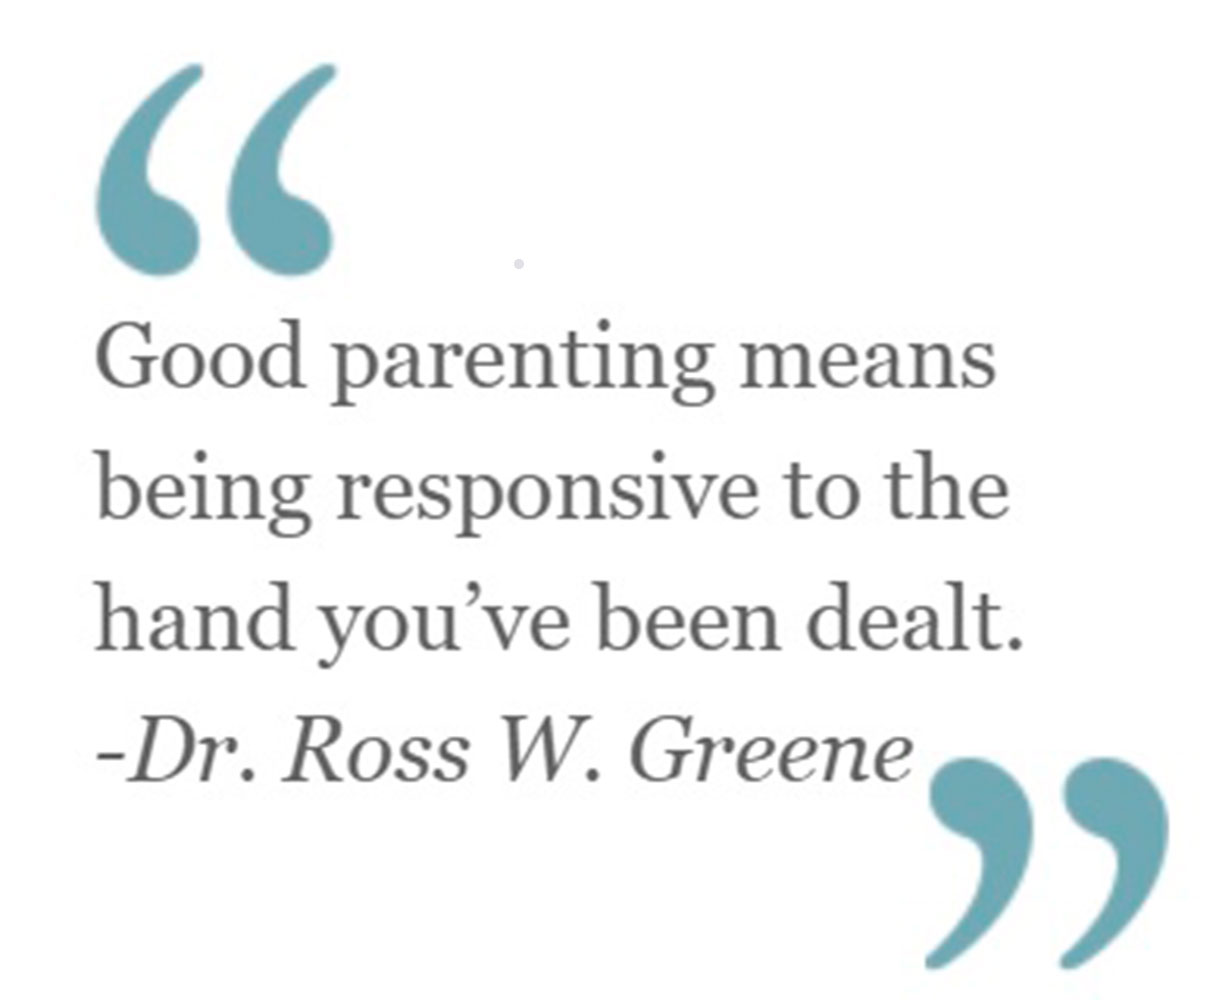 “
Good parenting means
being responsive to the
hand you’ve been dealt.
-Dr. Ross W. Greene
”